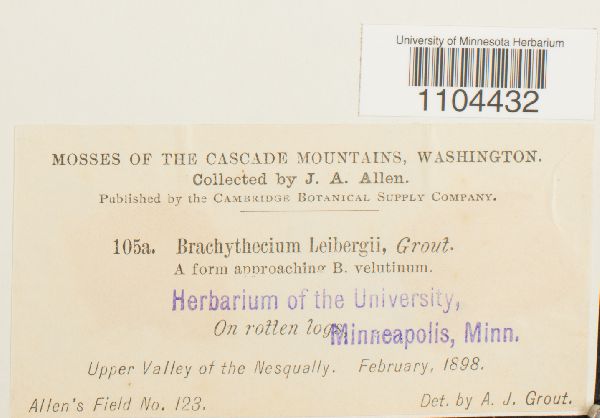 University of Minnesota Herbarium
1104432
MOSSES OF THE CASCADE MOUNTAINS, WASHINGTON.
Collected by J. A. Allen.
Published by the CAMBRIDGE BOTANICAL SUPPLY COMPANY.
105a. Brachythecium Leibergii, Grout.
A form approaching B. velutinum.
Herbarium of the University,
On rotten logs,
Minneapolis, Minn.
Upper Valley of the Nesqually. February, 1898.
Allen's Field No. 123. Det. by A. J. Grout.